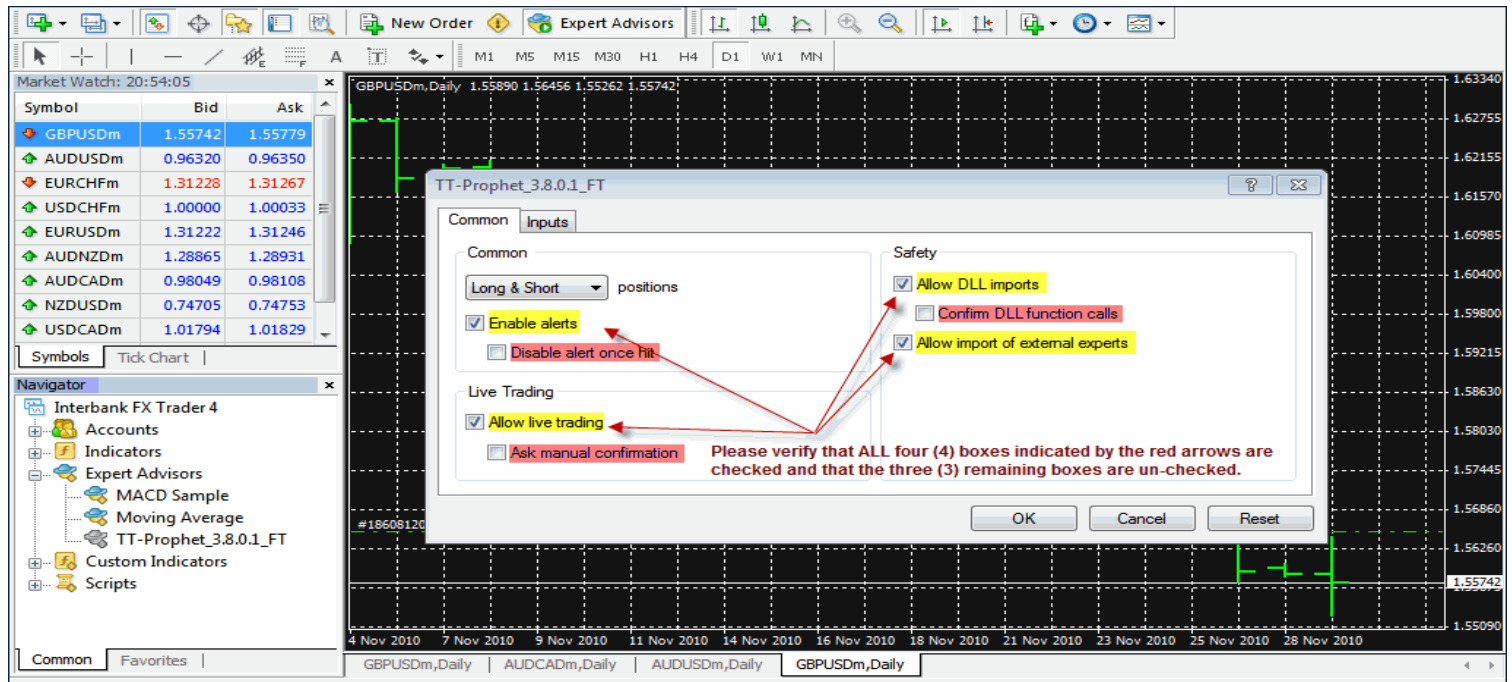 New Order
Expert Advisors
A
T
E
F
M1 M5 M15 M30 H1 H4 D1 W1 MN
Market Watch: 20:54:05
Symbol Bid Ask
GBPUSDm 1.55742 1.55779
AUDUSDm 0.96320 0.96350
EURCHFm 1.31228 1.31267
USDCHFm 1.00000 1.00033
EURUSDm 1.31222 1.31246
AUDNZDm 1.28865 1.28931
AUDCADm 0.98049 0.98108
NZDUSDm 0.74705 0.74753
USDCADm 1.01794 1.01829
Symbols Tick Chart
Navigator
Interbank FX Trader 4
Accounts
Indicators
Expert Advisors
MACD Sample
Moving Average
TT-Prophet_3.8.0.1_FT
Custom Indicators
Scripts
Common Favorites
GBPUSDm,Daily 1.55890 1.56456 1.55262 1.55742
TT-Prophet_3.8.0.1_FT
Common Inputs
Common
Long & Short positions
Enable alerts
Disable alert once hit
Live Trading
Allow live trading
Ask manual confirmation
Safety
Allow DLL imports
Confirm DLL function calls
Allow import of external experts
Please verify that ALL four (4) boxes indicated by the red arrows are
checked and that the three (3) remaining boxes are un-checked.
OK Cancel Reset
#18608120
1.63340
1.62755
1.62155
1.61570
1.60985
1.60400
1.59800
1.59215
1.58630
1.58030
1.57445
1.56860
1.56260
1.55742
1.55090
4 Nov 2010 7 Nov 2010 9 Nov 2010 11 Nov 2010 14 Nov 2010 16 Nov 2010 18 Nov 2010 21 Nov 2010 23 Nov 2010 25 Nov 2010 28 Nov 2010
GBPUSDm,Daily AUDCADm,Daily AUDUSDm,Daily GBPUSDm,Daily